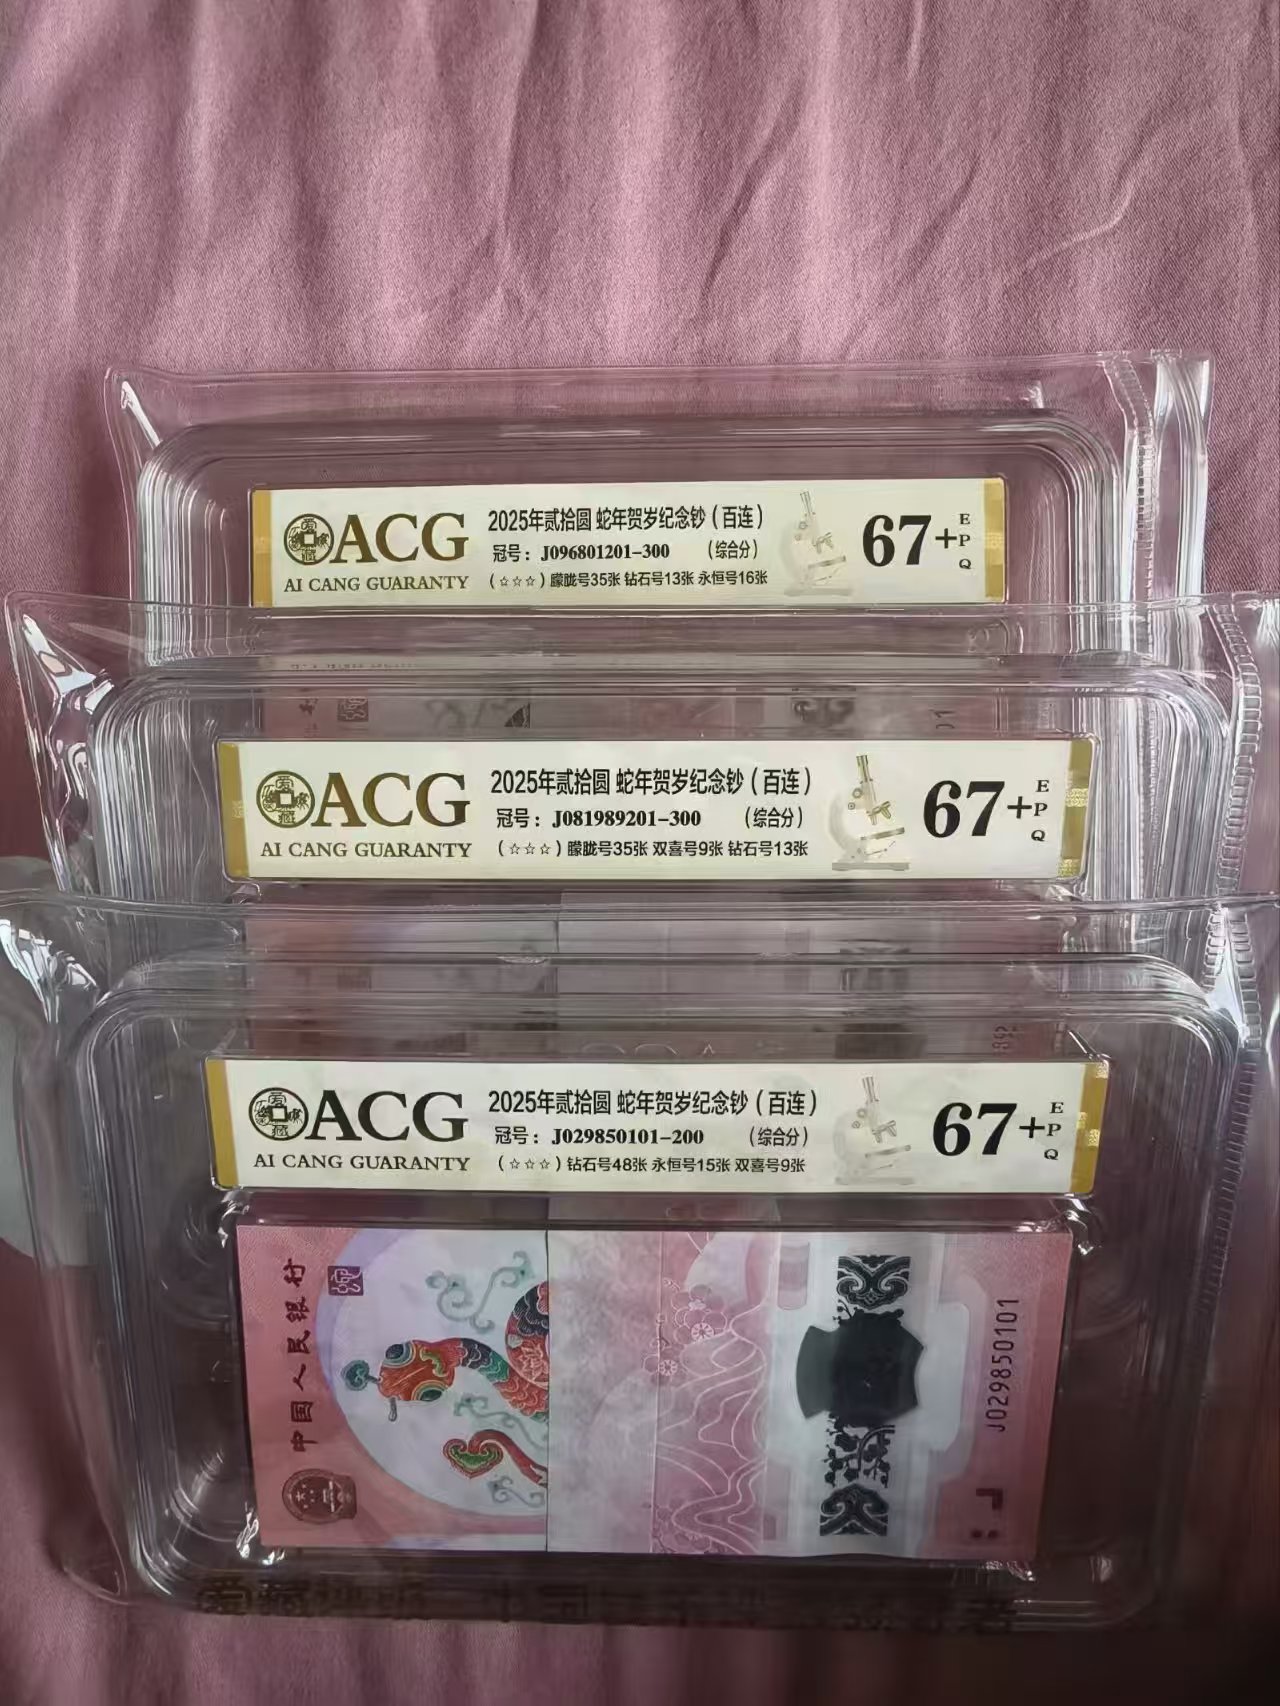 ACG
AI CANG GUARANTY
2025年贰拾圆 蛇年贺岁纪念钞（百连）
冠号：J096801201-300 （综合分）
（☆☆☆）朦胧号35张 钻石号13张 永恒号16张
67+
EPQ
ACG
AI CANG GUARANTY
2025年贰拾圆 蛇年贺岁纪念钞（百连）
冠号：J081989201-300 （综合分）
（☆☆☆）朦胧号35张 双喜号9张 钻石号13张
67+
EPQ
ACG
AI CANG GUARANTY
2025年贰拾圆 蛇年贺岁纪念钞（百连）
冠号：J029850101-200 （综合分）
（☆☆☆）钻石号48张 永恒号15张 双喜号9张
67+
EPQ
中国人民银行
J029850101